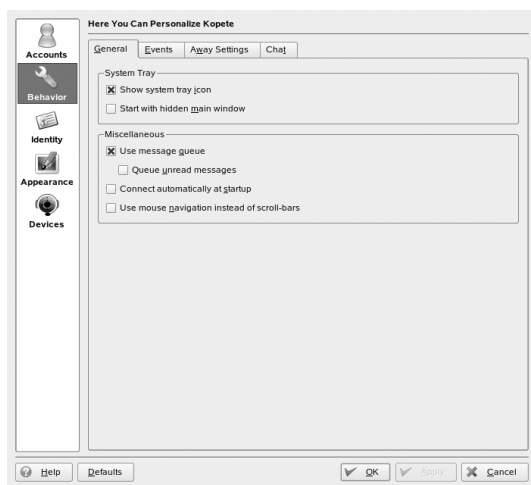 Here You Can Personalize Kopete
Accounts
Behavior
Identity
Appearance
Devices
General Events Away Settings Chat
System Tray
Show system tray icon
Start with hidden main window
Miscellaneous
Use message queue
Queue unread messages
Connect automatically at startup
Use mouse navigation instead of scroll-bars
Help Defaults OK Apply Cancel